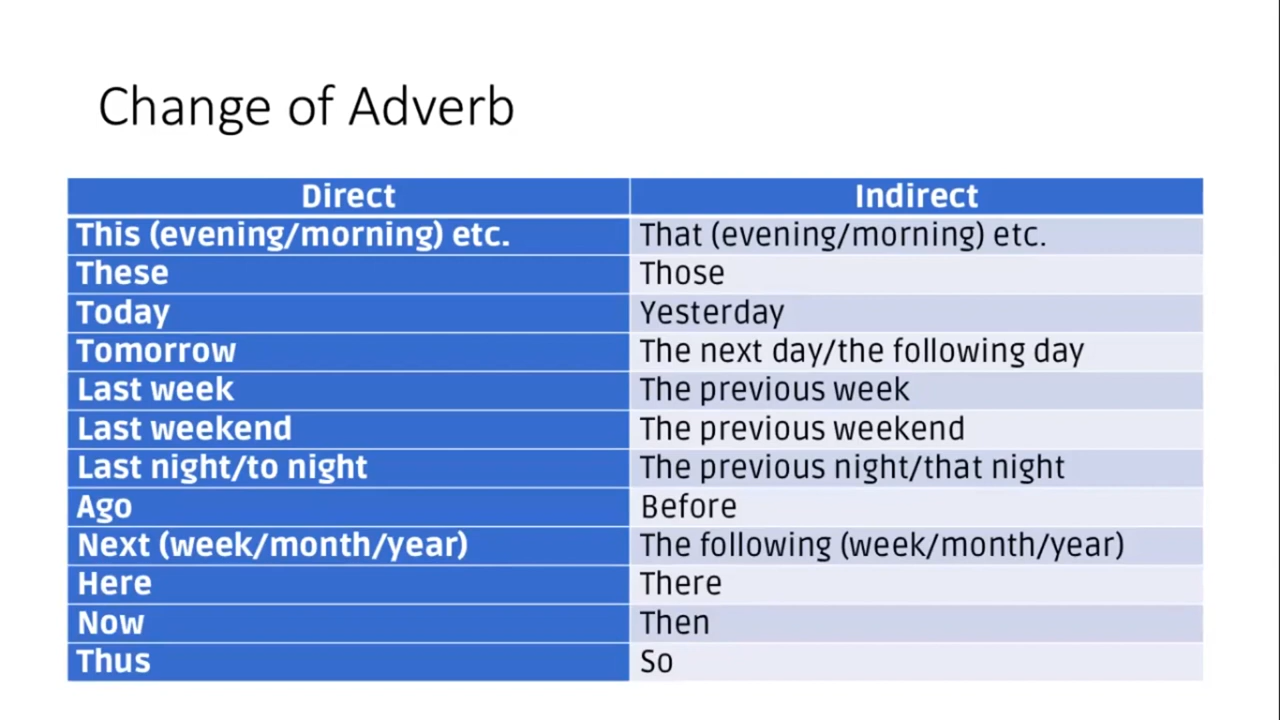 Change of Adverb
Direct Indirect
This (evening/morning) etc. That (evening/morning) etc.
These Those
Today Yesterday
Tomorrow The next day/the following day
Last week The previous week
Last weekend The previous weekend
Last night/to night The previous night/that night
Ago Before
Next (week/month/year) The following (week/month/year)
Here There
Now Then
Thus So